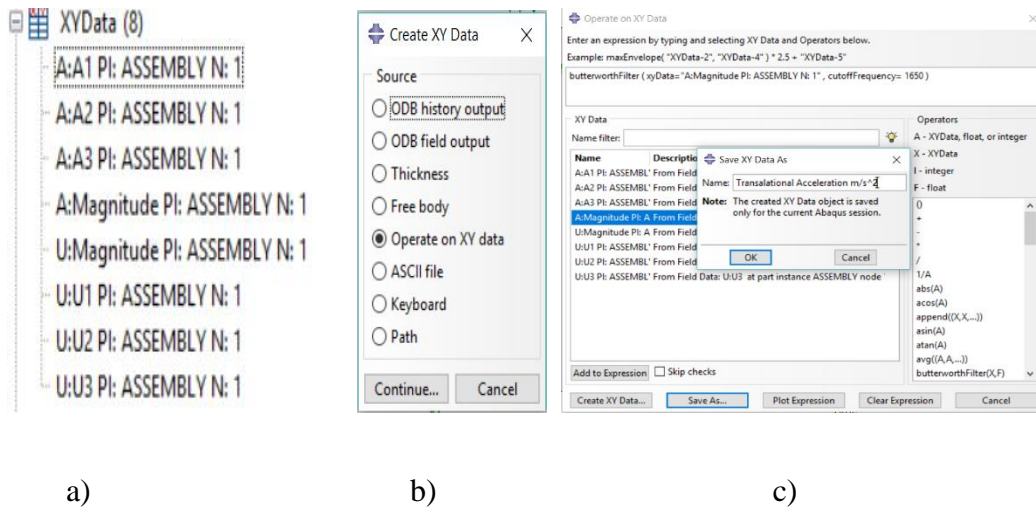 XYData (8)
A:A1 PI: ASSEMBLY N: 1
A:A2 PI: ASSEMBLY N: 1
A:A3 PI: ASSEMBLY N: 1
A:Magnitude PI: ASSEMBLY N: 1
U:Magnitude PI: ASSEMBLY N: 1
U:U1 PI: ASSEMBLY N: 1
U:U2 PI: ASSEMBLY N: 1
U:U3 PI: ASSEMBLY N: 1
Create XY Data X
Source
ODB history output
ODB field output
Thickness
Free body
Operate on XY data
ASCII file
Keyboard
Path
Continue... Cancel
Operate on XY Data
Enter an expression by typing and selecting XY Data and Operators below.
Example: maxEnvelope( "XYData-2", "XYData-4" ) * 2.5 + "XYData-5"
butterworthFilter ( xyData="A:Magnitude PI: ASSEMBLY N: 1" , cutoffFrequency= 1650 )
XY Data
Name filter:
Name Descriptio
A:A1 PI: ASSEMBL' From Field
A:A2 PI: ASSEMBL' From Field
A:A3 PI: ASSEMBL' From Field
A:Magnitude PI: A From Field
U:Magnitude PI: A From Field
U:U1 PI: ASSEMBL' From Field
U:U2 PI: ASSEMBL' From Field
U:U3 PI: ASSEMBL' From Field Data: U:U3 at part instance ASSEMBLY node
Add to Expression Skip checks
Save XY Data As
Name: Transalational Acceleration m/s^2
Note: The created XY Data object is saved
only for the current Abaqus session.
OK Cancel
Operators
A - XYData, float, or integer
X - XYData
I - integer
F - float
()
+
-
*
/
1/A
abs(A)
acos(A)
append((X,X,...))
asin(A)
atan(A)
avg((A,A,...))
butterworthFilter(X,F)
Create XY Data... Save As... Plot Expression Clear Expression Cancel
a) b) c)